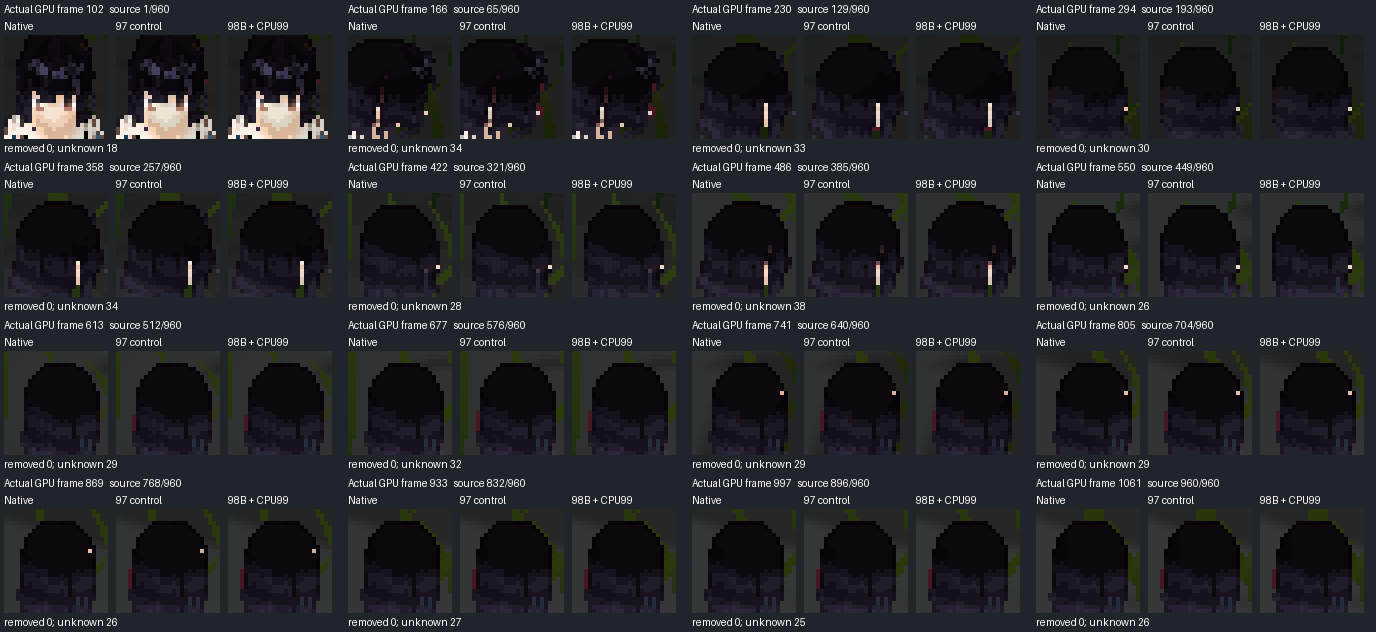 Actual GPU frame 102 source 1/960
Native 97 control 98B + CPU99
removed 0; unknown 18
Actual GPU frame 166 source 65/960
Native 97 control 98B + CPU99
removed 0; unknown 34
Actual GPU frame 230 source 129/960
Native 97 control 98B + CPU99
removed 0; unknown 33
Actual GPU frame 294 source 193/960
Native 97 control 98B + CPU99
removed 0; unknown 30
Actual GPU frame 358 source 257/960
Native 97 control 98B + CPU99
removed 0; unknown 34
Actual GPU frame 422 source 321/960
Native 97 control 98B + CPU99
removed 0; unknown 28
Actual GPU frame 486 source 385/960
Native 97 control 98B + CPU99
removed 0; unknown 38
Actual GPU frame 550 source 449/960
Native 97 control 98B + CPU99
removed 0; unknown 26
Actual GPU frame 613 source 512/960
Native 97 control 98B + CPU99
removed 0; unknown 29
Actual GPU frame 677 source 576/960
Native 97 control 98B + CPU99
removed 0; unknown 32
Actual GPU frame 741 source 640/960
Native 97 control 98B + CPU99
removed 0; unknown 29
Actual GPU frame 805 source 704/960
Native 97 control 98B + CPU99
removed 0; unknown 29
Actual GPU frame 869 source 768/960
Native 97 control 98B + CPU99
removed 0; unknown 26
Actual GPU frame 933 source 832/960
Native 97 control 98B + CPU99
removed 0; unknown 27
Actual GPU frame 997 source 896/960
Native 97 control 98B + CPU99
removed 0; unknown 25
Actual GPU frame 1061 source 960/960
Native 97 control 98B + CPU99
removed 0; unknown 26